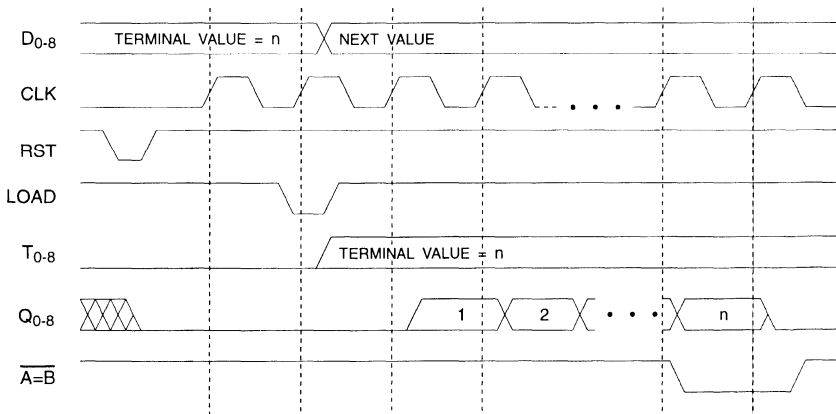 D0-8 TERMINAL VALUE = n NEXT VALUE
CLK
RST
LOAD
T0-8 TERMINAL VALUE = n
Q0-8 1 2 n
A=B